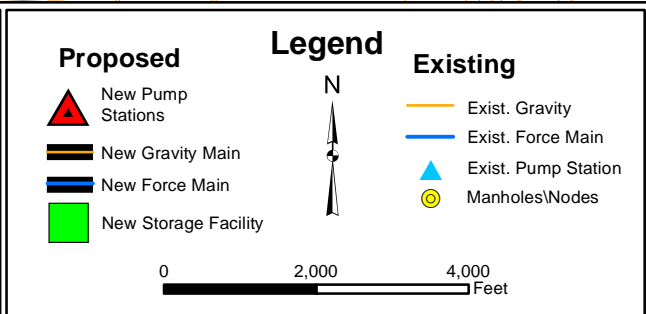 Legend
Proposed
New Pump
Stations
New Gravity Main
New Force Main
New Storage Facility
N
Existing
Exist. Gravity
Exist. Force Main
Exist. Pump Station
Manholes\Nodes
0 2,000 4,000
Feet